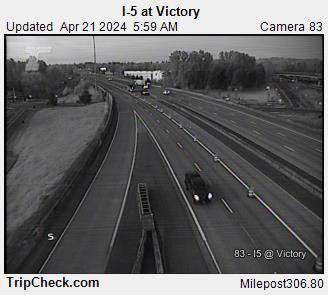 I-5 at Victory
Updated Apr 21 2024 5:59 AM Camera 83
S
83 - I5 @ Victory
TripCheck.com Milepost306.80